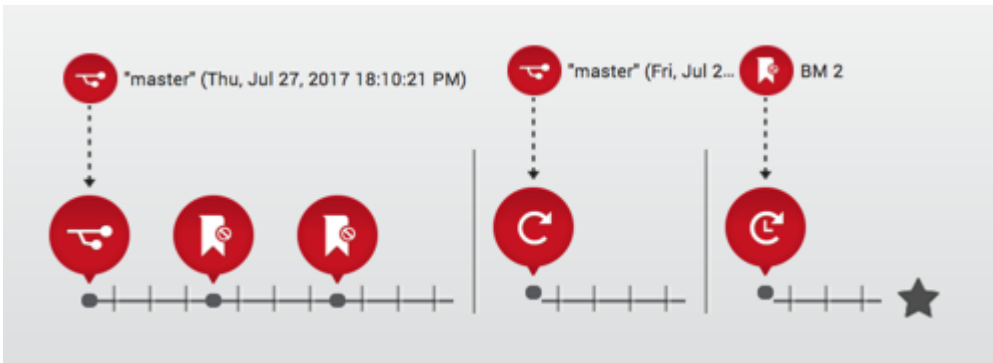 "master" (Thu, Jul 27, 2017 18:10:21 PM)
"master" (Fri, Jul 2...
BM 2